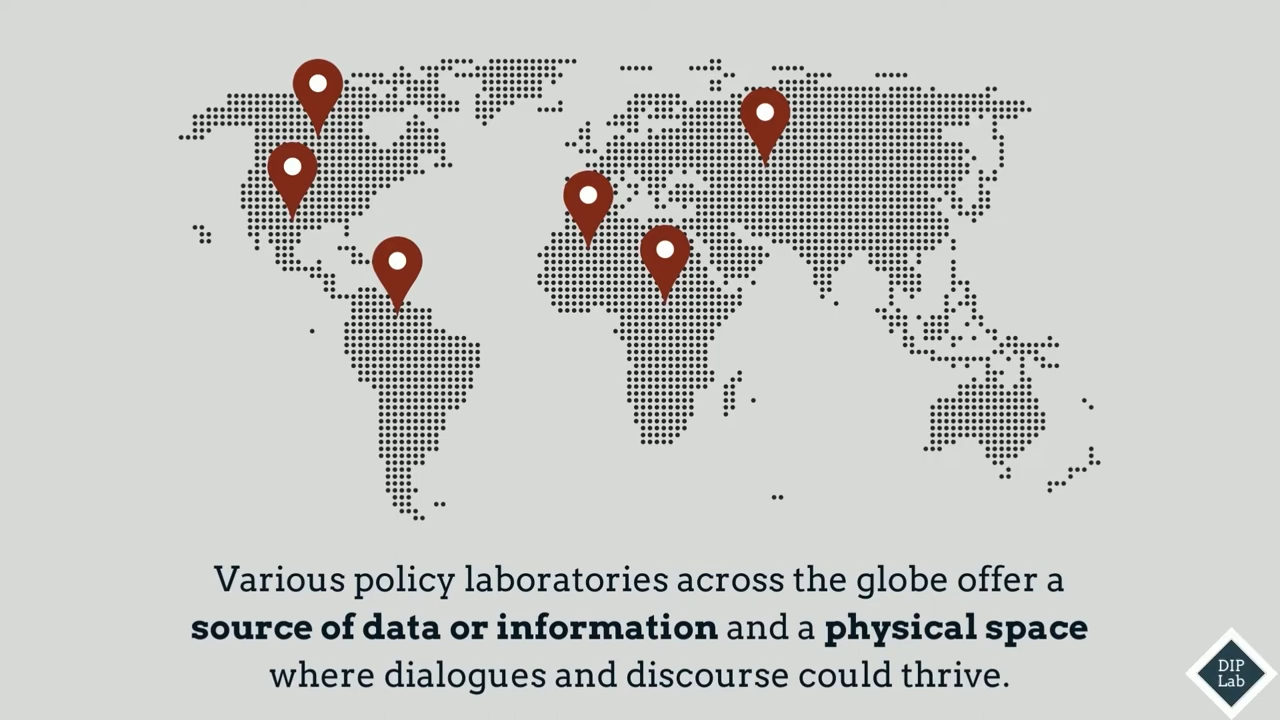 Various policy laboratories across the globe offer a
source of data or information and a physical space
where dialogues and discourse could thrive.
DIP
Lab